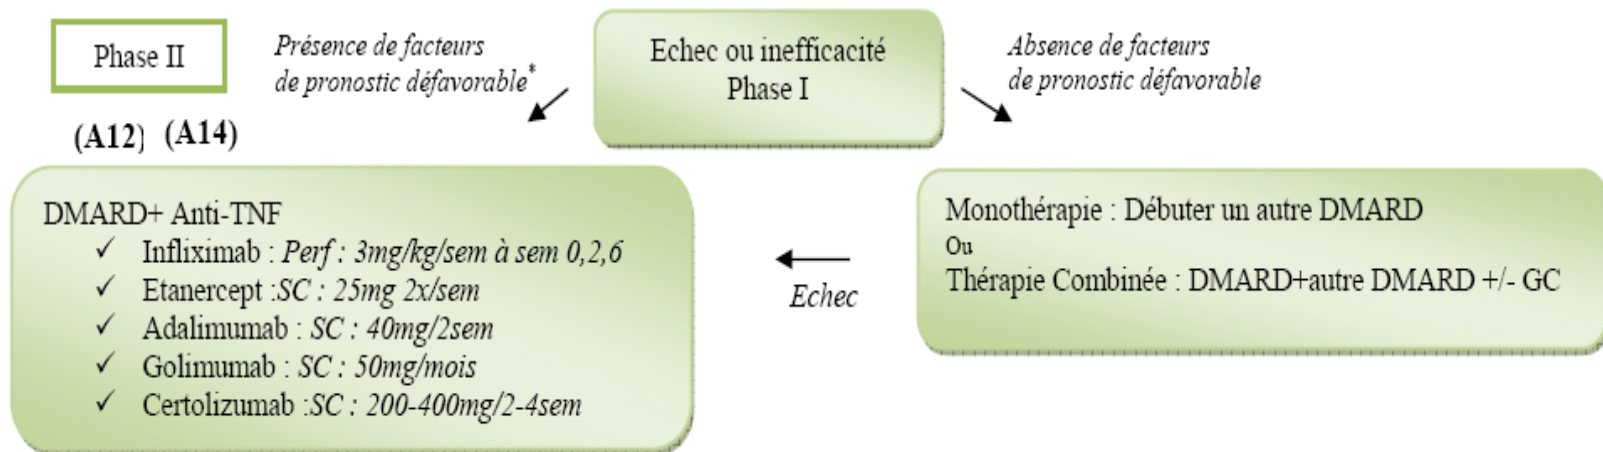 Phase II
(A12) (A14)
Présence de facteurs
de pronostic défavorable*
Echec ou inefficacité
Phase I
Absence de facteurs
de pronostic défavorable
DMARD+ Anti-TNF
✓ Infliximab : Perf : 3mg/kg/sem à sem 0,2,6
✓ Etanercept :SC : 25mg 2x/sem
✓ Adalimumab : SC : 40mg/2sem
✓ Golimumab : SC : 50mg/mois
✓ Certolizumab :SC : 200-400mg/2-4sem
Echec
Monothérapie : Débuter un autre DMARD
Ou
Thérapie Combinée : DMARD+autre DMARD +/- GC